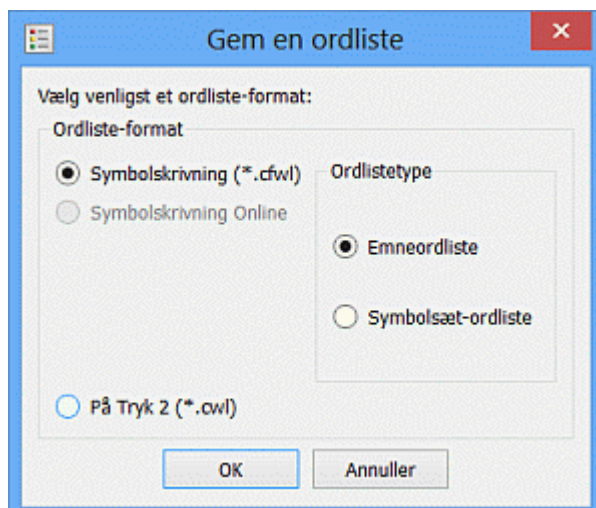 Gem en ordliste
Vælg venligst et ordliste-format:
Ordliste-format
Symbolskrivning (*.cfwl)
Symbolskrivning Online
Ordlistetype
Emneordliste
Symbolsæt-ordliste
På Tryk 2 (*.cwl)
OK
Annuller